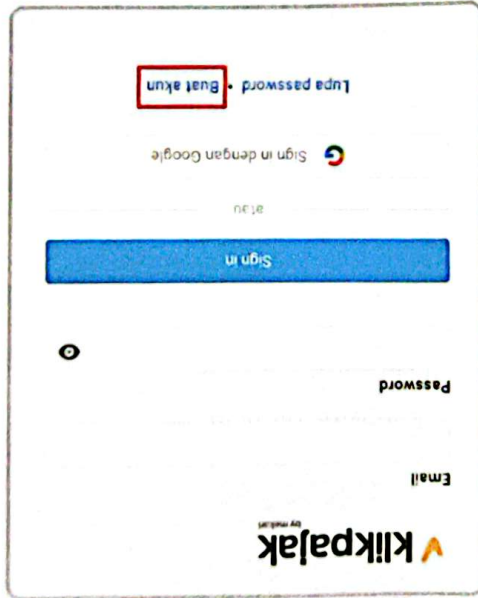 klikpajak
by mekari
Email
Password
Sign in
atau
Sign in dengan Google
Lupa password • Buat akun